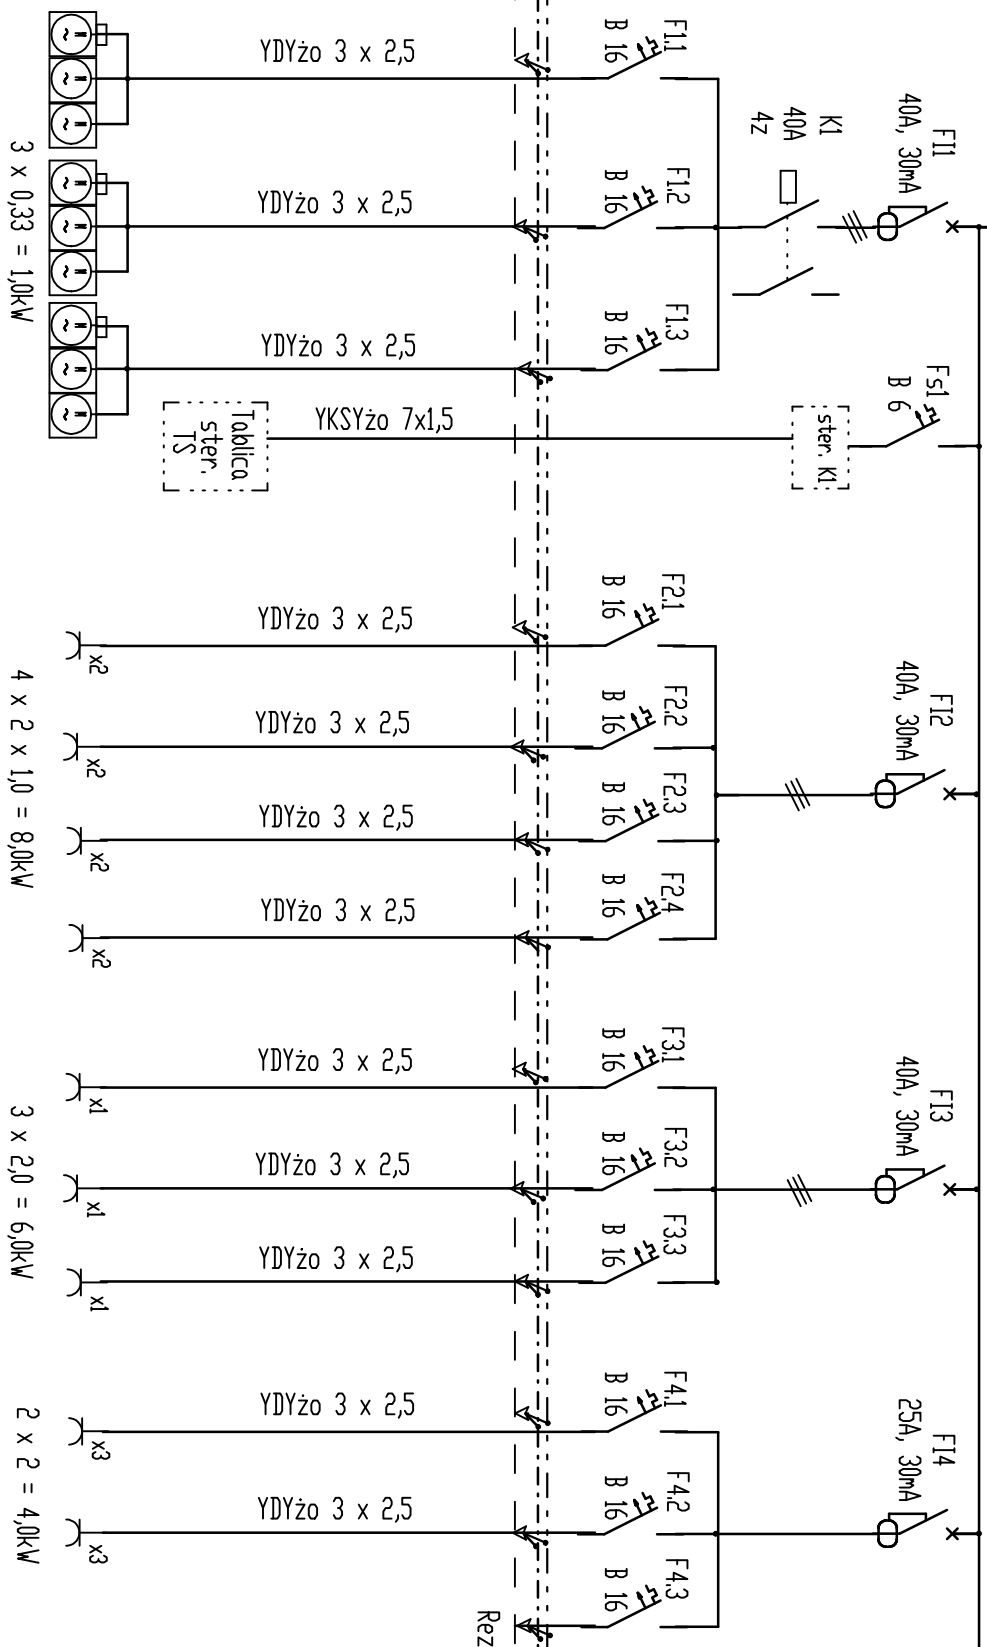 FI1
40A, 30mA
K1
40A
4z
F1.1
B 16
YDYżo 3 x 2,5
F1.2
B 16
YDYżo 3 x 2,5
F1.3
B 16
YDYżo 3 x 2,5
3 x 0,33 = 1,0kW
Fs1
B 6
ster. K1
YKSYżo 7x1,5
Tablica
ster.
TS
FI2
40A, 30mA
F2.1
B 16
YDYżo 3 x 2,5
x2
F2.2
B 16
YDYżo 3 x 2,5
x2
F2.3
B 16
YDYżo 3 x 2,5
x2
F2.4
B 16
YDYżo 3 x 2,5
x2
4 x 2 x 1,0 = 8,0kW
FI3
40A, 30mA
F3.1
B 16
YDYżo 3 x 2,5
x1
F3.2
B 16
YDYżo 3 x 2,5
x1
F3.3
B 16
YDYżo 3 x 2,5
x1
3 x 2,0 = 6,0kW
FI4
25A, 30mA
F4.1
B 16
YDYżo 3 x 2,5
x3
F4.2
B 16
YDYżo 3 x 2,5
x3
F4.3
B 16
Rez
2 x 2 = 4,0kW